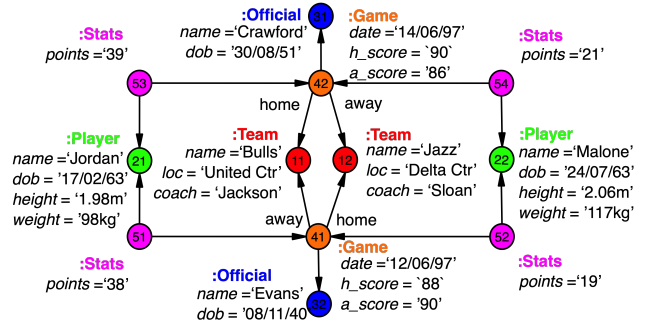 :Official
name =‘Crawford’
dob = ’30/08/51’
31
:Game
date =‘14/06/97’
h_score = `90`
a_score = ’86’
:Stats
points =‘39’
:Stats
points =‘21’
53
42
54
home
away
:Player
name =‘Jordan’
dob = ’17/02/63’
height = ‘1.98m’
weight = ‘98kg’
21
:Team
name =‘Bulls’
loc = ‘United Ctr’
coach = ‘Jackson’
11
12
:Team
name =‘Jazz’
loc = ‘Delta Ctr’
coach = ‘Sloan’
22
:Player
name =‘Malone’
dob = ’24/07/63’
height = ‘2.06m’
weight = ’117kg’
away
home
51
41
52
:Stats
points =‘38’
:Official
name =‘Evans’
dob = ’08/11/40’
32
:Game
date =‘12/06/97’
h_score = `88`
a_score = ’90’
:Stats
points =‘19’